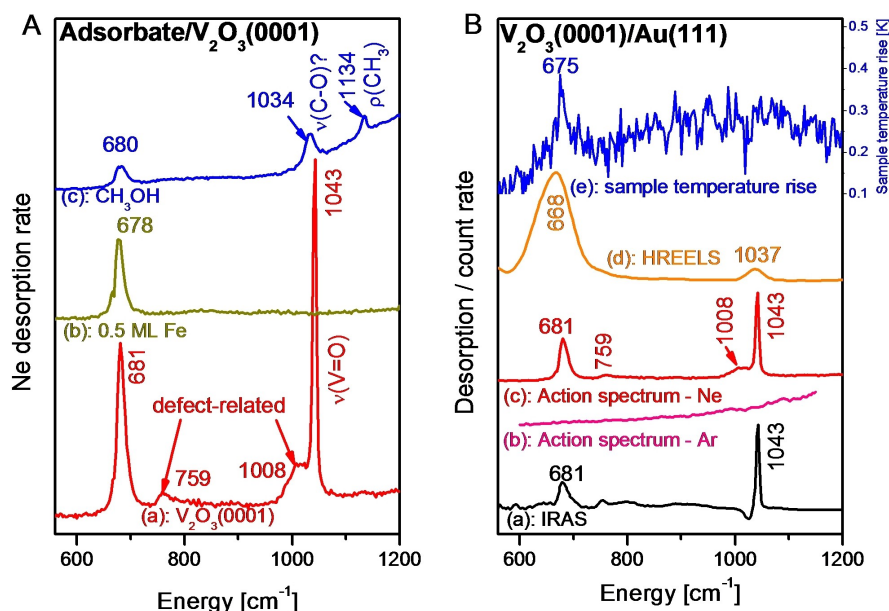 A
Adsorbate/V₂O₃(0001)
Ne desorption rate
1034
ν(C-O)?
1134
ρ(CH₃)
680
(c): CH₃OH
678
(b): 0.5 ML Fe
1043
ν(V=O)
681
defect-related
759
1008
(a): V₂O₃(0001)
600
800
1000
1200
Energy [cm⁻¹]
B
V₂O₃(0001)/Au(111)
Desorption / count rate
675
(e): sample temperature rise
0.5
0.4
0.3
0.2
0.1
Sample temperature rise [K]
668
1037
(d): HREELS
681
759
1008
1043
(c): Action spectrum - Ne
(b): Action spectrum - Ar
681
1043
(a): IRAS
600
800
1000
1200
Energy [cm⁻¹]